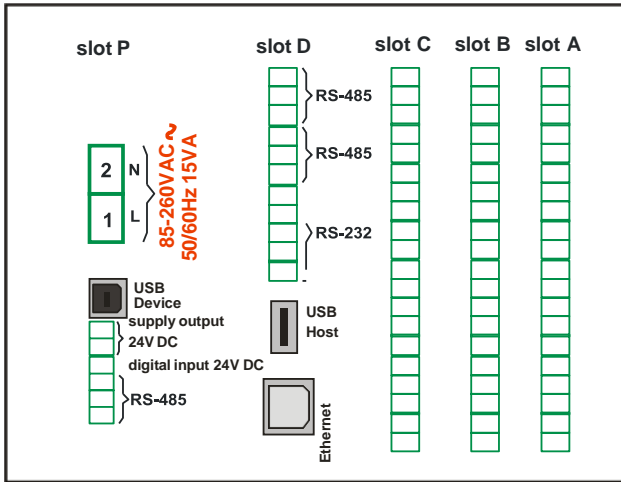 slot P
slot D
slot C
slot B
slot A
2
N
1
L
85-260VAC ~
50/60Hz 15VA
RS-485
RS-485
RS-232
USB
Device
supply output
24V DC
digital input 24V DC
RS-485
USB
Host
Ethernet